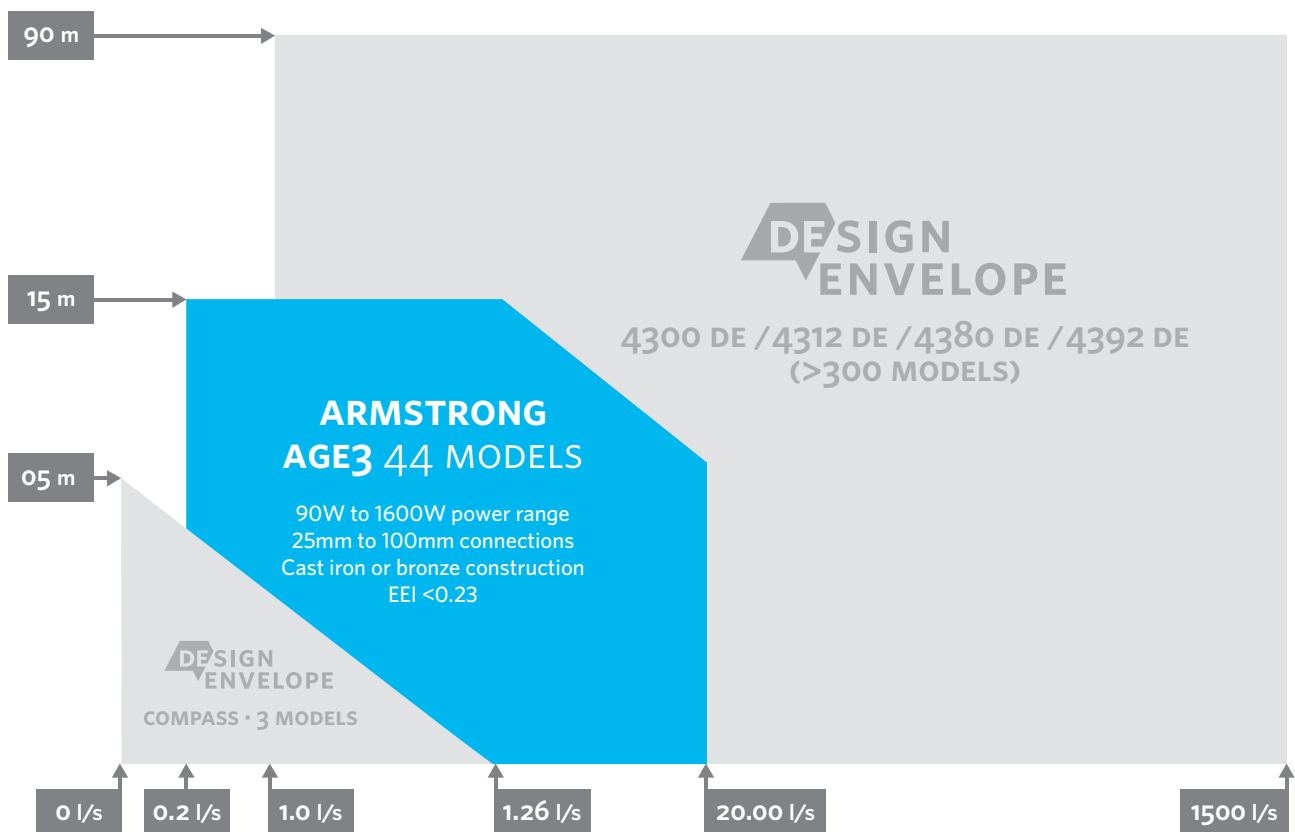 90 m
DESIGN
ENVELOPE
15 m
4300 DE / 4312 DE / 4380 DE / 4392 DE
(>300 MODELS)
ARMSTRONG
AGE3 44 MODELS
05 m
90W to 1600W power range
25mm to 100mm connections
Cast iron or bronze construction
EEI <0.23
DESIGN
ENVELOPE
COMPASS · 3 MODELS
0 l/s 0.2 l/s 1.0 l/s 1.26 l/s 20.00 l/s 1500 l/s